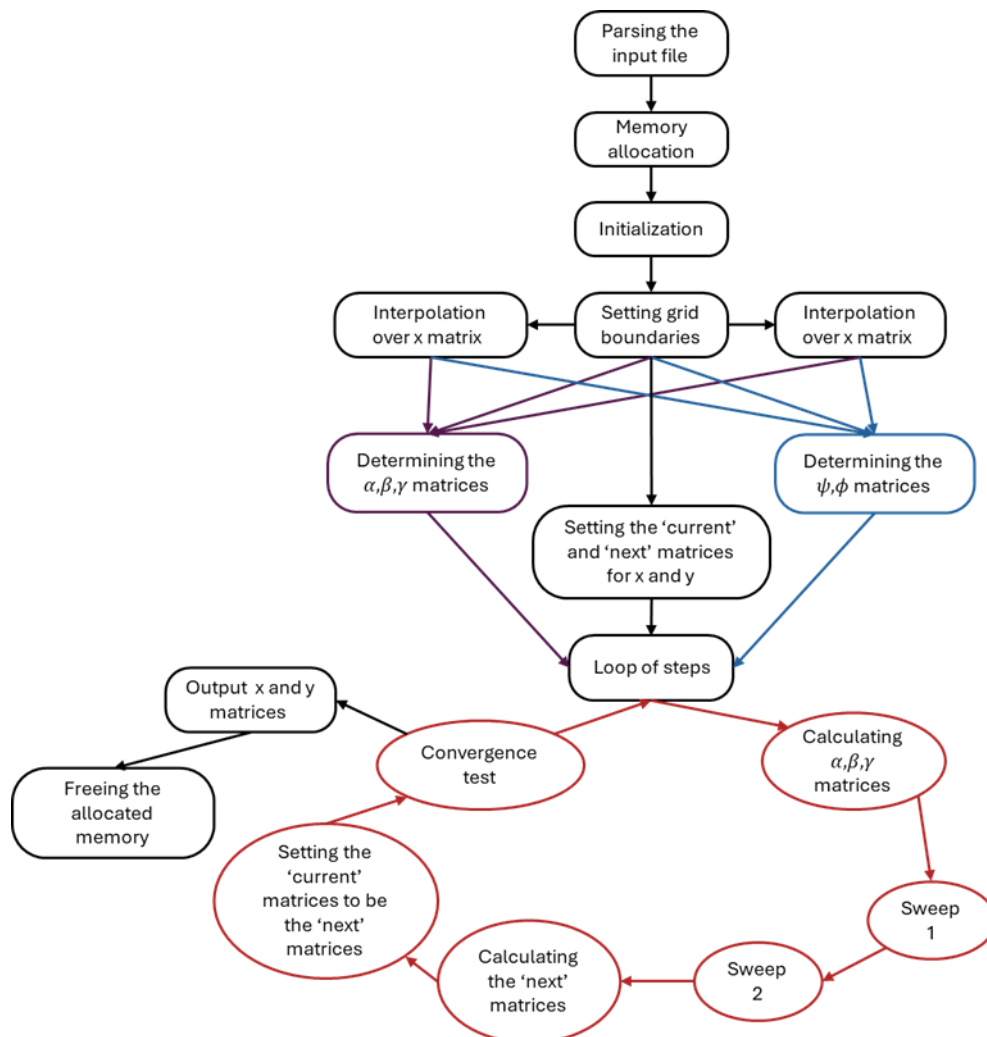 Parsing the
input file
Memory
allocation
Initialization
Interpolation
over x matrix
Setting grid
boundaries
Interpolation
over x matrix
Determining the
α,β,γ matrices
Determining the
ψ,ϕ matrices
Setting the ‘current’
and ‘next’ matrices
for x and y
Loop of steps
Output x and y
matrices
Convergence
test
Calculating
α,β,γ
matrices
Freeing the
allocated
memory
Setting the
‘current’
matrices to be
the ‘next’
matrices
Sweep
1
Calculating
the ‘next’
matrices
Sweep
2